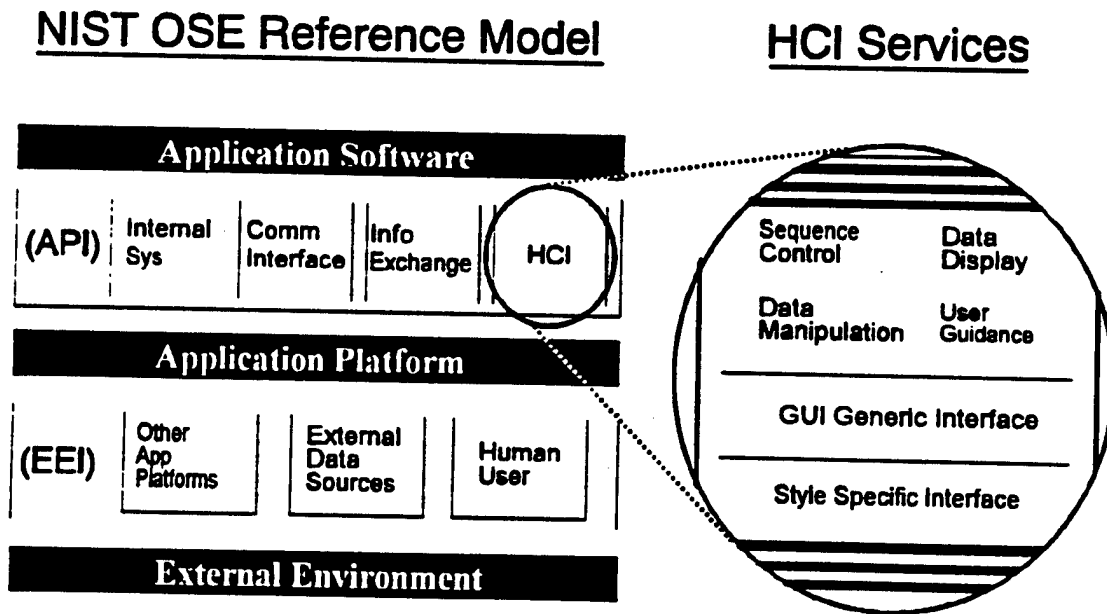 NIST OSE Reference Model
HCI Services
Application Software
(API)
Internal
Sys
Comm
Interface
Info
Exchange
HCI
Application Platform
(EEI)
Other
App
Platforms
External
Data
Sources
Human
User
External Environment
Sequence
Control
Data
Display
Data
Manipulation
User
Guidance
GUI Generic Interface
Style Specific Interface